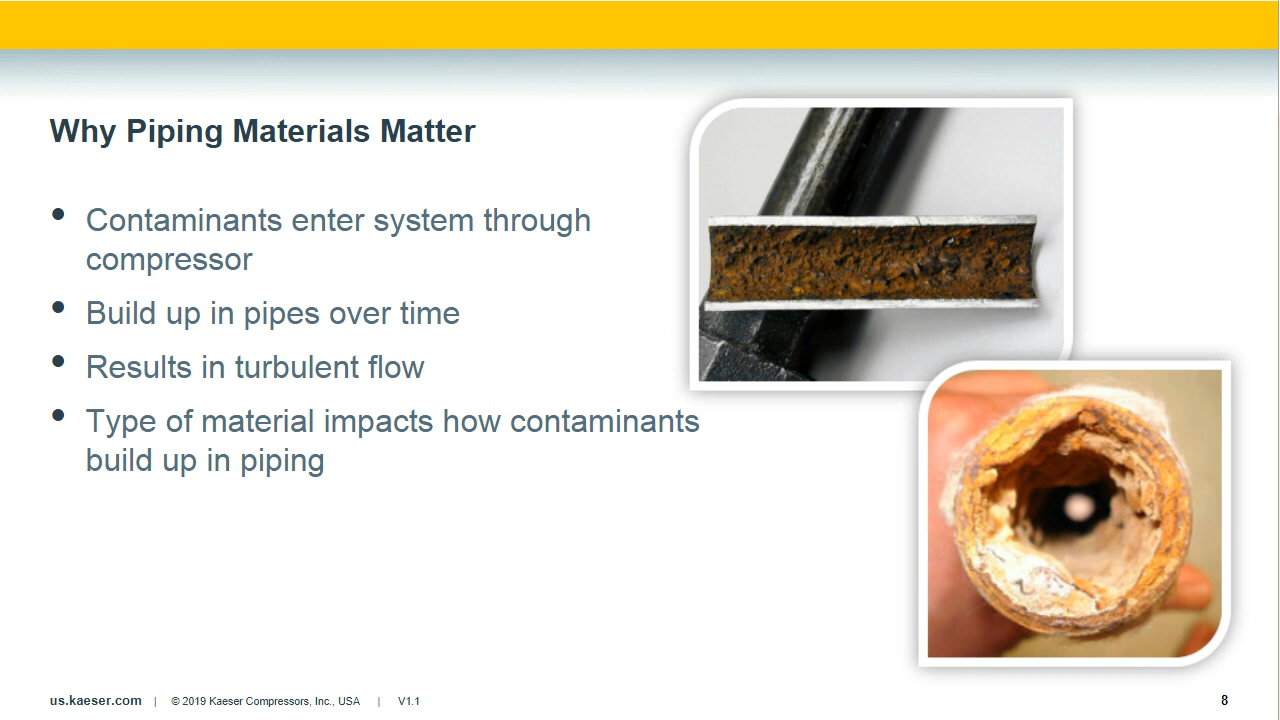 Why Piping Materials Matter
• Contaminants enter system through
compressor
• Build up in pipes over time
• Results in turbulent flow
• Type of material impacts how contaminants
build up in piping
us.kaeser.com | © 2019 Kaeser Compressors, Inc., USA | V1.1
8